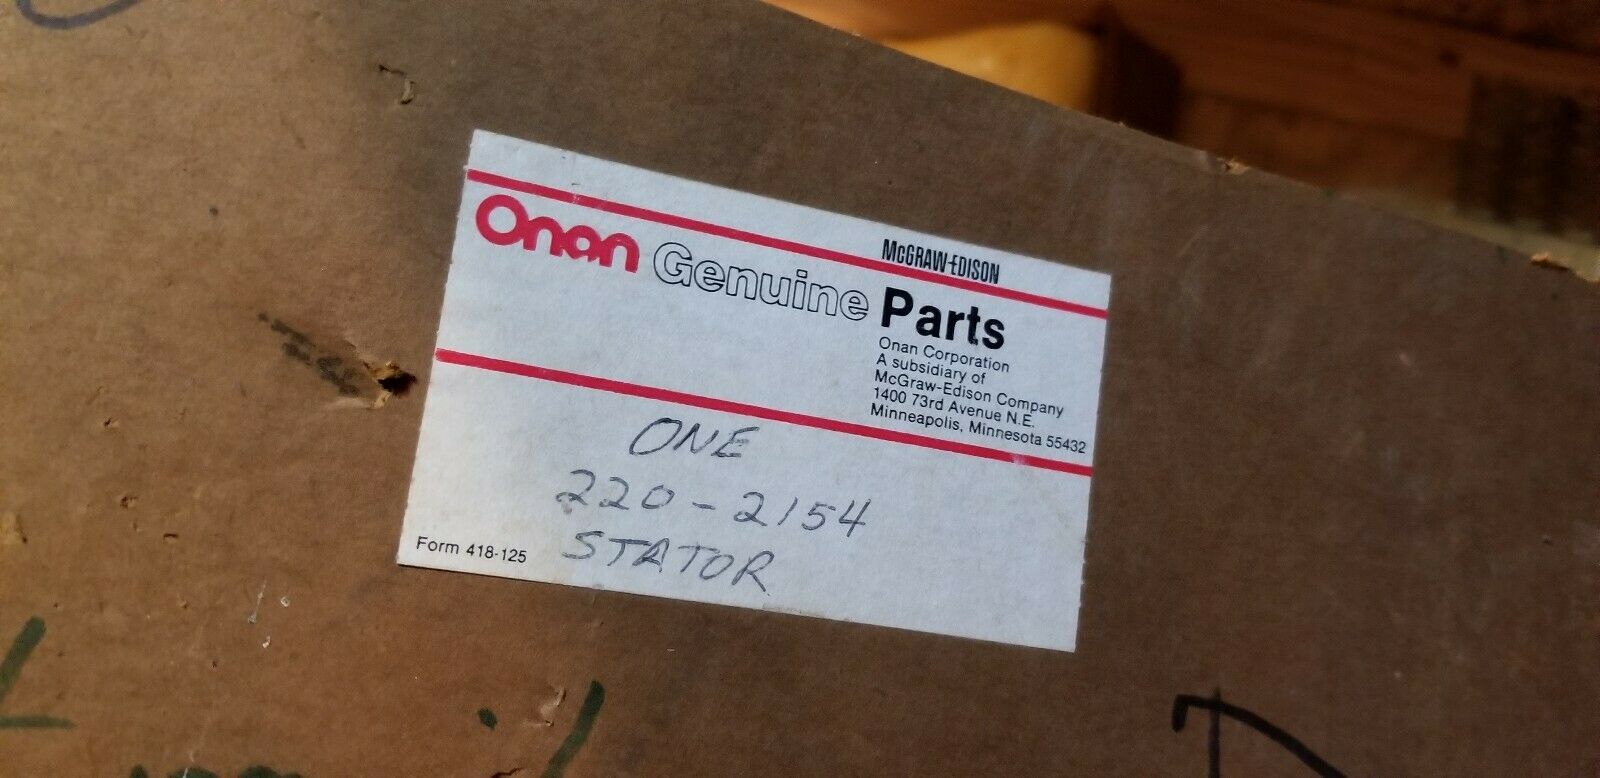 McGRAW-EDISON
Onan Genuine Parts
Onan Corporation
A subsidiary of
McGraw-Edison Company
1400 73rd Avenue N.E.
Minneapolis, Minnesota 55432
ONE
220-2154
STATOR
Form 418-125